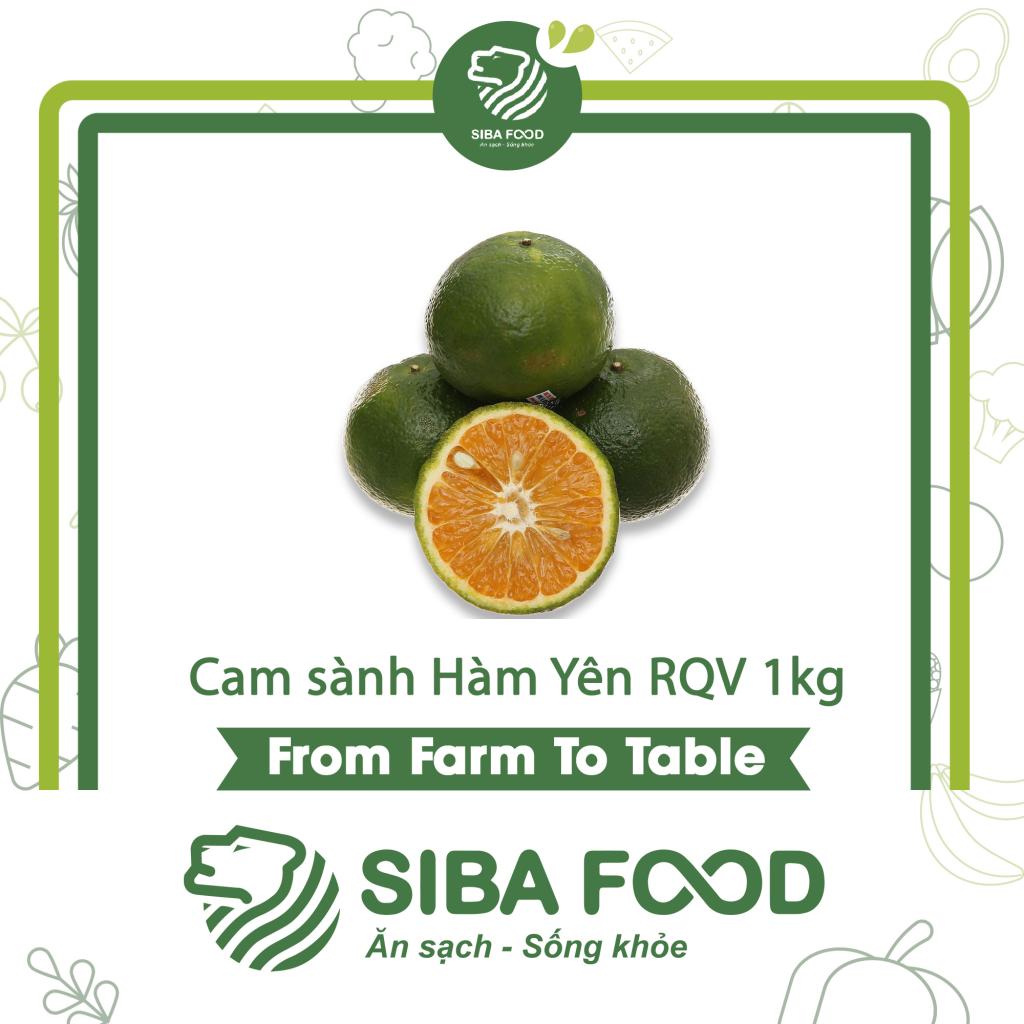 SIBA FOOD
Ăn sạch - Sống khỏe
Cam sành Hàm Yên RQV 1kg
From Farm To Table
SIBA FOOD
Ăn sạch - Sống khỏe